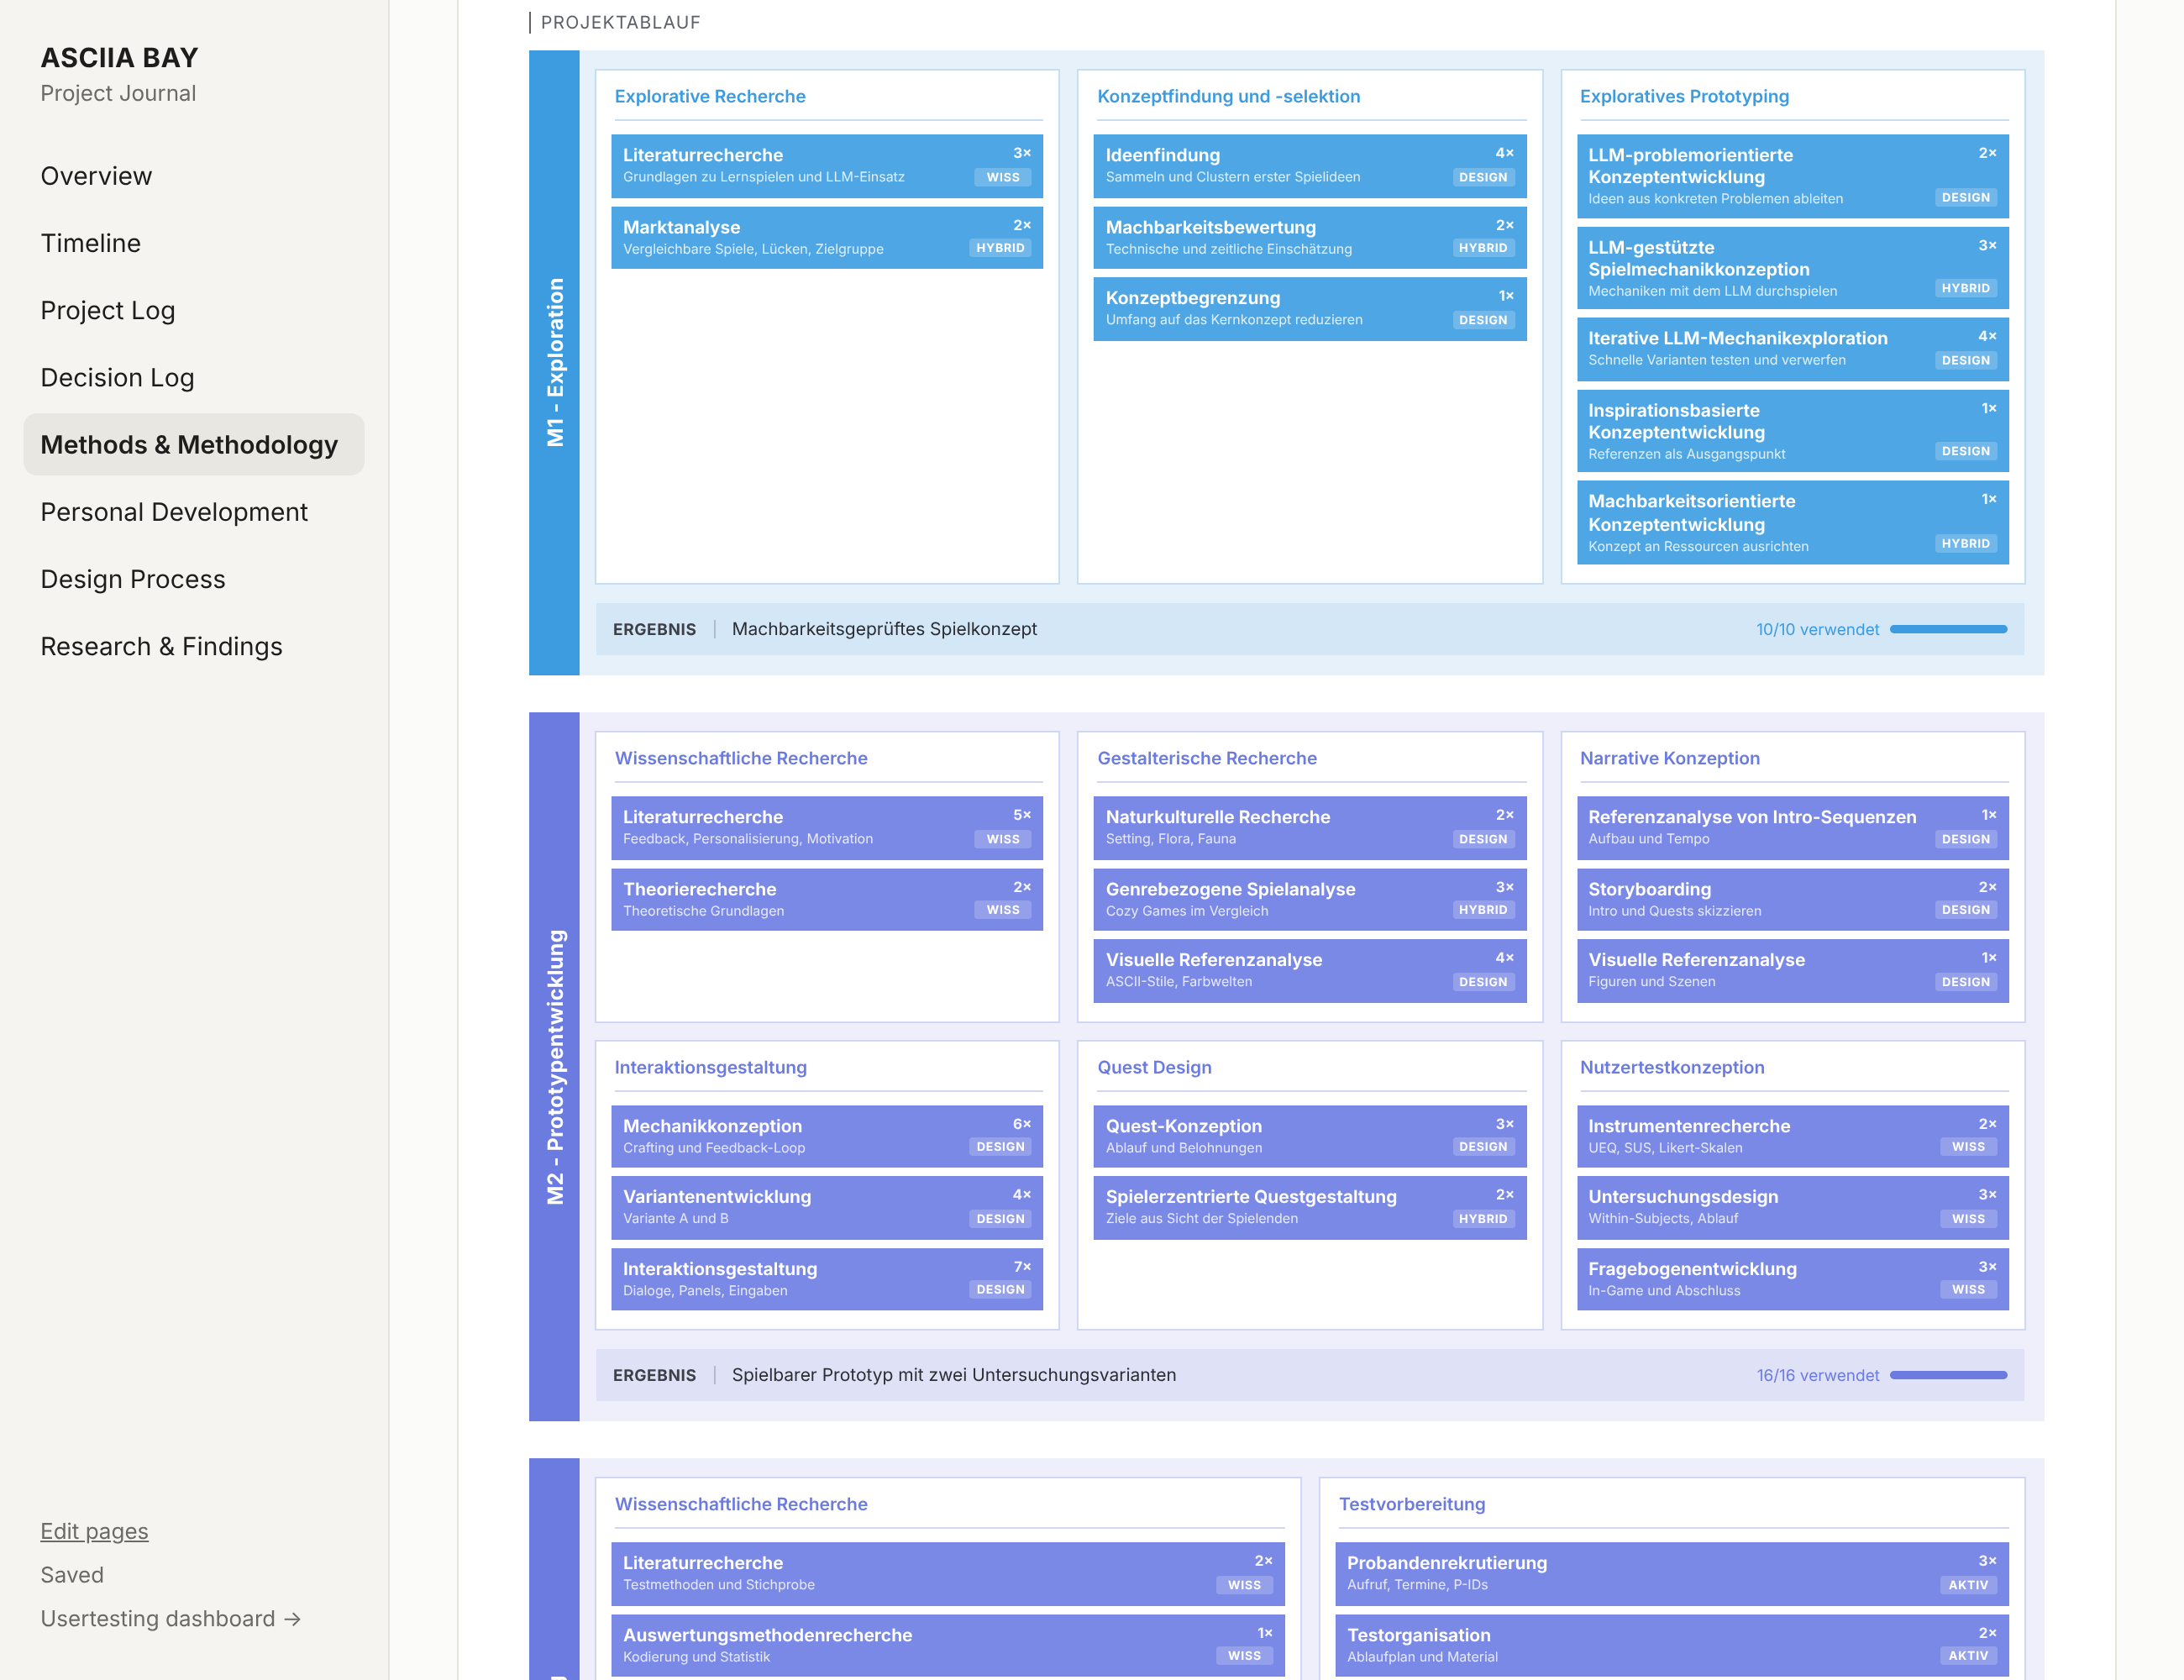 ASCIIA BAY
Project Journal
Overview
Timeline
Project Log
Decision Log
Methods & Methodology
Personal Development
Design Process
Research & Findings
Edit pages
Saved
Usertesting dashboard →
PROJEKTABLAUF
M1 - Exploration
Explorative Recherche
Literaturrecherche 3×
Grundlagen zu Lernspielen und LLM-Einsatz WISS
Marktanalyse 2×
Vergleichbare Spiele, Lücken, Zielgruppe HYBRID
Konzeptfindung und -selektion
Ideenfindung 4×
Sammeln und Clustern erster Spielideen DESIGN
Machbarkeitsbewertung 2×
Technische und zeitliche Einschätzung HYBRID
Konzeptbegrenzung 1×
Umfang auf das Kernkonzept reduzieren DESIGN
Exploratives Prototyping
LLM-problemorientierte 2×
Konzeptentwicklung
Ideen aus konkreten Problemen ableiten DESIGN
LLM-gestützte 3×
Spielmechanikkonzeption
Mechaniken mit dem LLM durchspielen HYBRID
Iterative LLM-Mechanikexploration 4×
Schnelle Varianten testen und verwerfen DESIGN
Inspirationsbasierte 1×
Konzeptentwicklung
Referenzen als Ausgangspunkt DESIGN
Machbarkeitsorientierte 1×
Konzeptentwicklung
Konzept an Ressourcen ausrichten HYBRID
ERGEBNIS | Machbarkeitsgeprüftes Spielkonzept 10/10 verwendet
M2 - Prototypentwicklung
Wissenschaftliche Recherche
Literaturrecherche 5×
Feedback, Personalisierung, Motivation WISS
Theorierecherche 2×
Theoretische Grundlagen WISS
Gestalterische Recherche
Naturkulturelle Recherche 2×
Setting, Flora, Fauna DESIGN
Genrebezogene Spielanalyse 3×
Cozy Games im Vergleich HYBRID
Visuelle Referenzanalyse 4×
ASCII-Stile, Farbwelten DESIGN
Narrative Konzeption
Referenzanalyse von Intro-Sequenzen 1×
Aufbau und Tempo DESIGN
Storyboarding 2×
Intro und Quests skizzieren DESIGN
Visuelle Referenzanalyse 1×
Figuren und Szenen DESIGN
Interaktionsgestaltung
Mechanikkonzeption 6×
Crafting und Feedback-Loop DESIGN
Variantenentwicklung 4×
Variante A und B DESIGN
Interaktionsgestaltung 7×
Dialoge, Panels, Eingaben DESIGN
Quest Design
Quest-Konzeption 3×
Ablauf und Belohnungen DESIGN
Spielerzentrierte Questgestaltung 2×
Ziele aus Sicht der Spielenden HYBRID
Nutzertestkonzeption
Instrumentenrecherche 2×
UEQ, SUS, Likert-Skalen WISS
Untersuchungsdesign 3×
Within-Subjects, Ablauf WISS
Fragebogenentwicklung 3×
In-Game und Abschluss WISS
ERGEBNIS | Spielbarer Prototyp mit zwei Untersuchungsvarianten 16/16 verwendet
Wissenschaftliche Recherche
Literaturrecherche 2×
Testmethoden und Stichprobe WISS
Auswertungsmethodenrecherche 1×
Kodierung und Statistik WISS
Testvorbereitung
Probandenrekrutierung 3×
Aufruf, Termine, P-IDs AKTIV
Testorganisation 2×
Ablaufplan und Material AKTIV